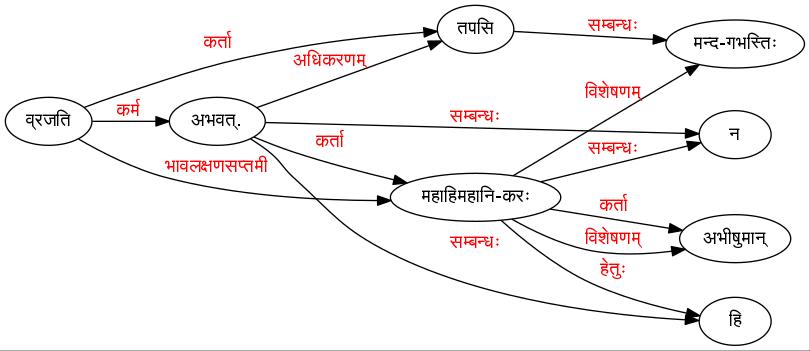 तपसि
सम्बन्धः
मन्द-गभस्तिः
कर्ता
अधिकरणम्
विशेषणम्
व्रजति
कर्म
अभवत्.
सम्बन्धः
न
कर्ता
सम्बन्धः
भावलक्षणसप्तमी
महाहिमहानि-करः
कर्ता
अभीषुमान्
विशेषणम्
सम्बन्धः
हेतुः
हि